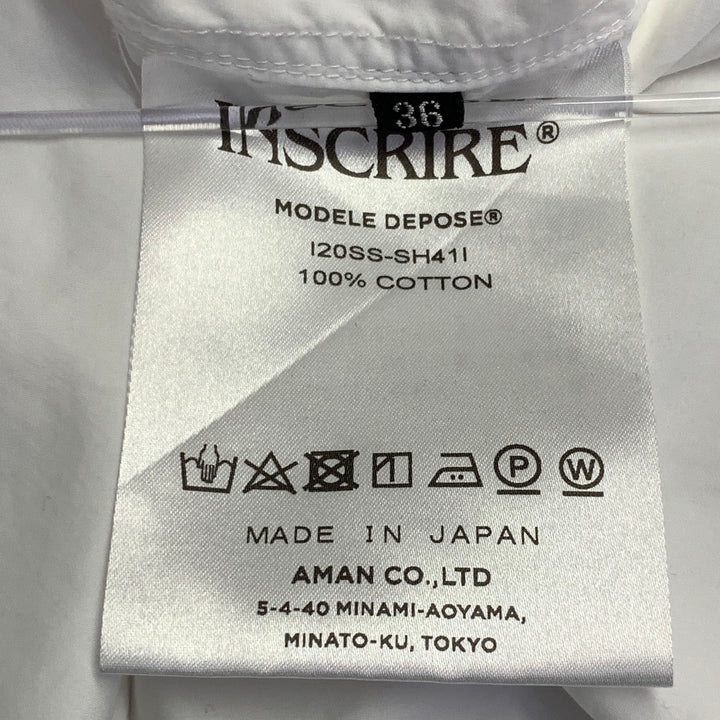 36
INSCRIRE®
MODELE DEPOSE®
I20SS-SH41I
100% COTTON
P W
MADE IN JAPAN
AMAN CO.,LTD
5-4-40 MINAMI-AOYAMA,
MINATO-KU, TOKYO